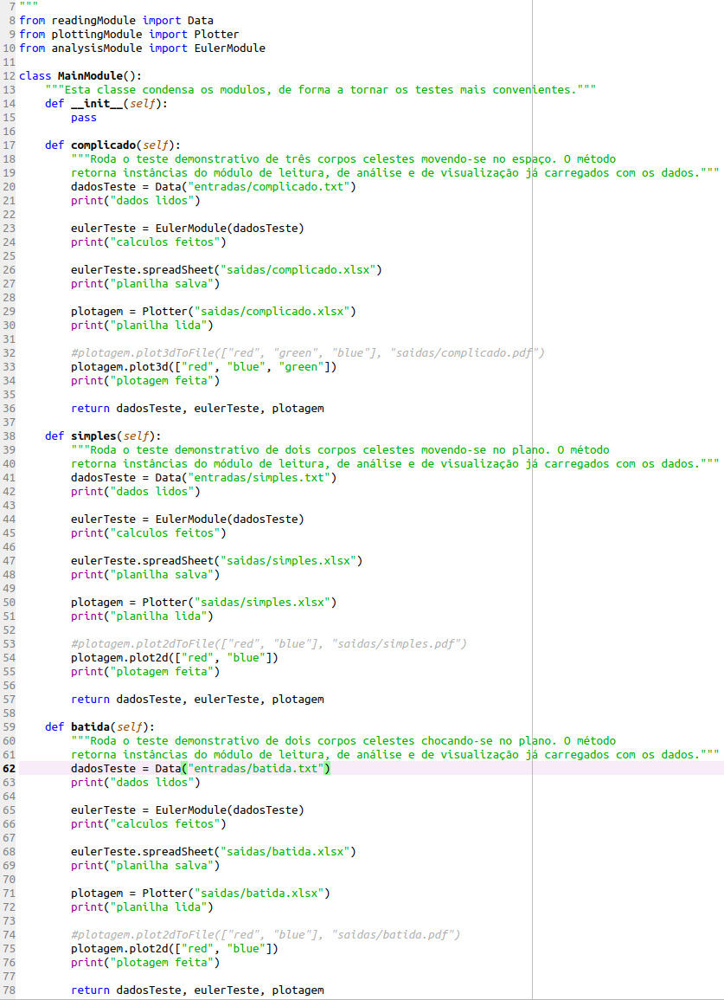 7 """
8 from readingModule import Data
9 from plottingModule import Plotter
10 from analysisModule import EulerModule
11
12 class MainModule():
13     """Esta classe condensa os modulos, de forma a tornar os testes mais convenientes."""
14     def __init__(self):
15         pass
16
17     def complicado(self):
18         """Roda o teste demonstrativo de três corpos celestes movendo-se no espaço. O método
19         retorna instâncias do módulo de leitura, de análise e de visualização já carregados com os dados."""
20         dadosTeste = Data("entradas/complicado.txt")
21         print("dados lidos")
22
23         eulerTeste = EulerModule(dadosTeste)
24         print("calculos feitos")
25
26         eulerTeste.spreadSheet("saidas/complicado.xlsx")
27         print("planilha salva")
28
29         plotagem = Plotter("saidas/complicado.xlsx")
30         print("planilha lida")
31
32         #plotagem.plot3dToFile(["red", "green", "blue"], "saidas/complicado.pdf")
33         plotagem.plot3d(["red", "blue", "green"])
34         print("plotagem feita")
35
36         return dadosTeste, eulerTeste, plotagem
37
38     def simples(self):
39         """Roda o teste demonstrativo de dois corpos celestes movendo-se no plano. O método
40         retorna instâncias do módulo de leitura, de análise e de visualização já carregados com os dados."""
41         dadosTeste = Data("entradas/simples.txt")
42         print("dados lidos")
43
44         eulerTeste = EulerModule(dadosTeste)
45         print("calculos feitos")
46
47         eulerTeste.spreadSheet("saidas/simples.xlsx")
48         print("planilha salva")
49
50         plotagem = Plotter("saidas/simples.xlsx")
51         print("planilha lida")
52
53         #plotagem.plot2dToFile(["red", "blue"], "saidas/simples.pdf")
54         plotagem.plot2d(["red", "blue"])
55         print("plotagem feita")
56
57         return dadosTeste, eulerTeste, plotagem
58
59     def batida(self):
60         """Roda o teste demonstrativo de dois corpos celestes chocando-se no plano. O método
61         retorna instâncias do módulo de leitura, de análise e de visualização já carregados com os dados."""
62         dadosTeste = Data("entradas/batida.txt")
63         print("dados lidos")
64
65         eulerTeste = EulerModule(dadosTeste)
66         print("calculos feitos")
67
68         eulerTeste.spreadSheet("saidas/batida.xlsx")
69         print("planilha salva")
70
71         plotagem = Plotter("saidas/batida.xlsx")
72         print("planilha lida")
73
74         #plotagem.plot2dToFile(["red", "blue"], "saidas/batida.pdf")
75         plotagem.plot2d(["red", "blue"])
76         print("plotagem feita")
77
78         return dadosTeste, eulerTeste, plotagem